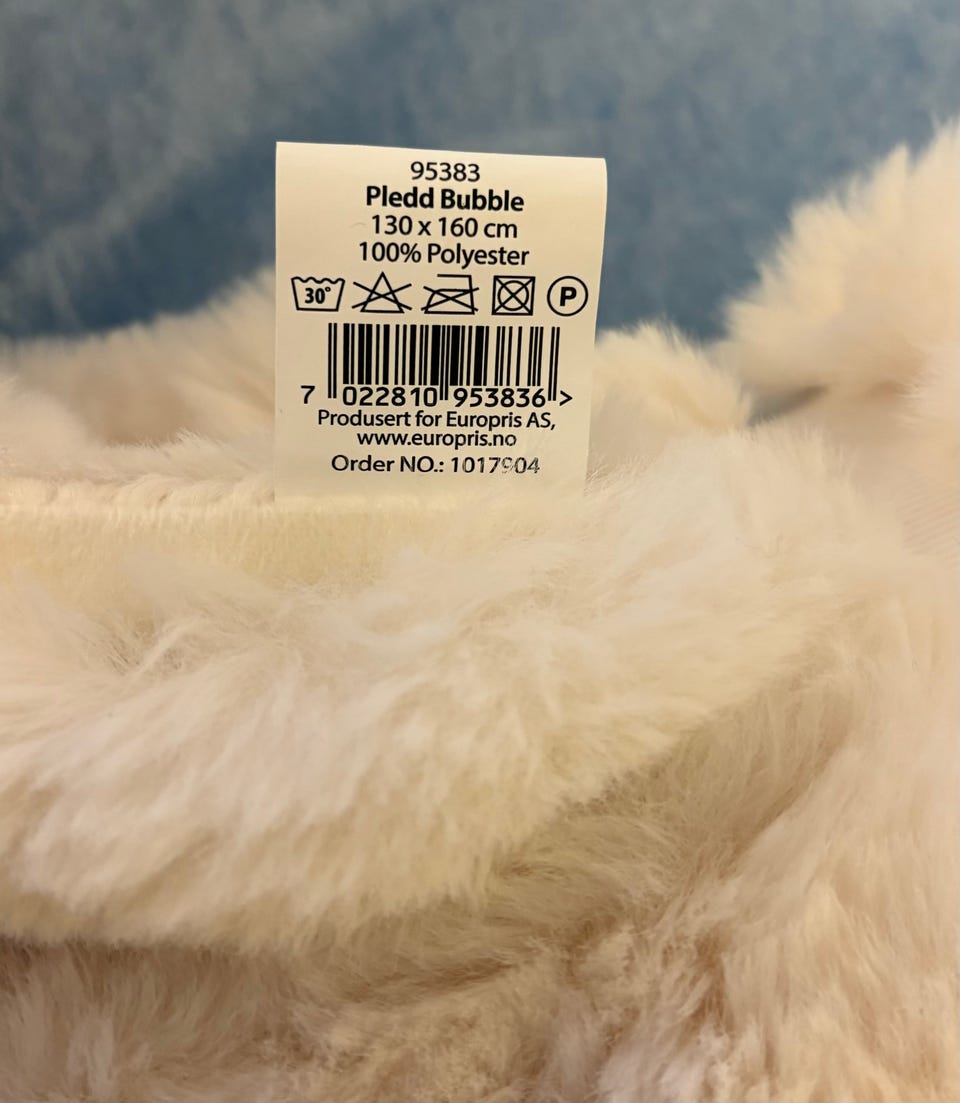 95383
Pledd Bubble
130 x 160 cm
100% Polyester
30° P
7 022810 953836 >
Produsert for Europris AS,
www.europris.no
Order NO.: 1017904